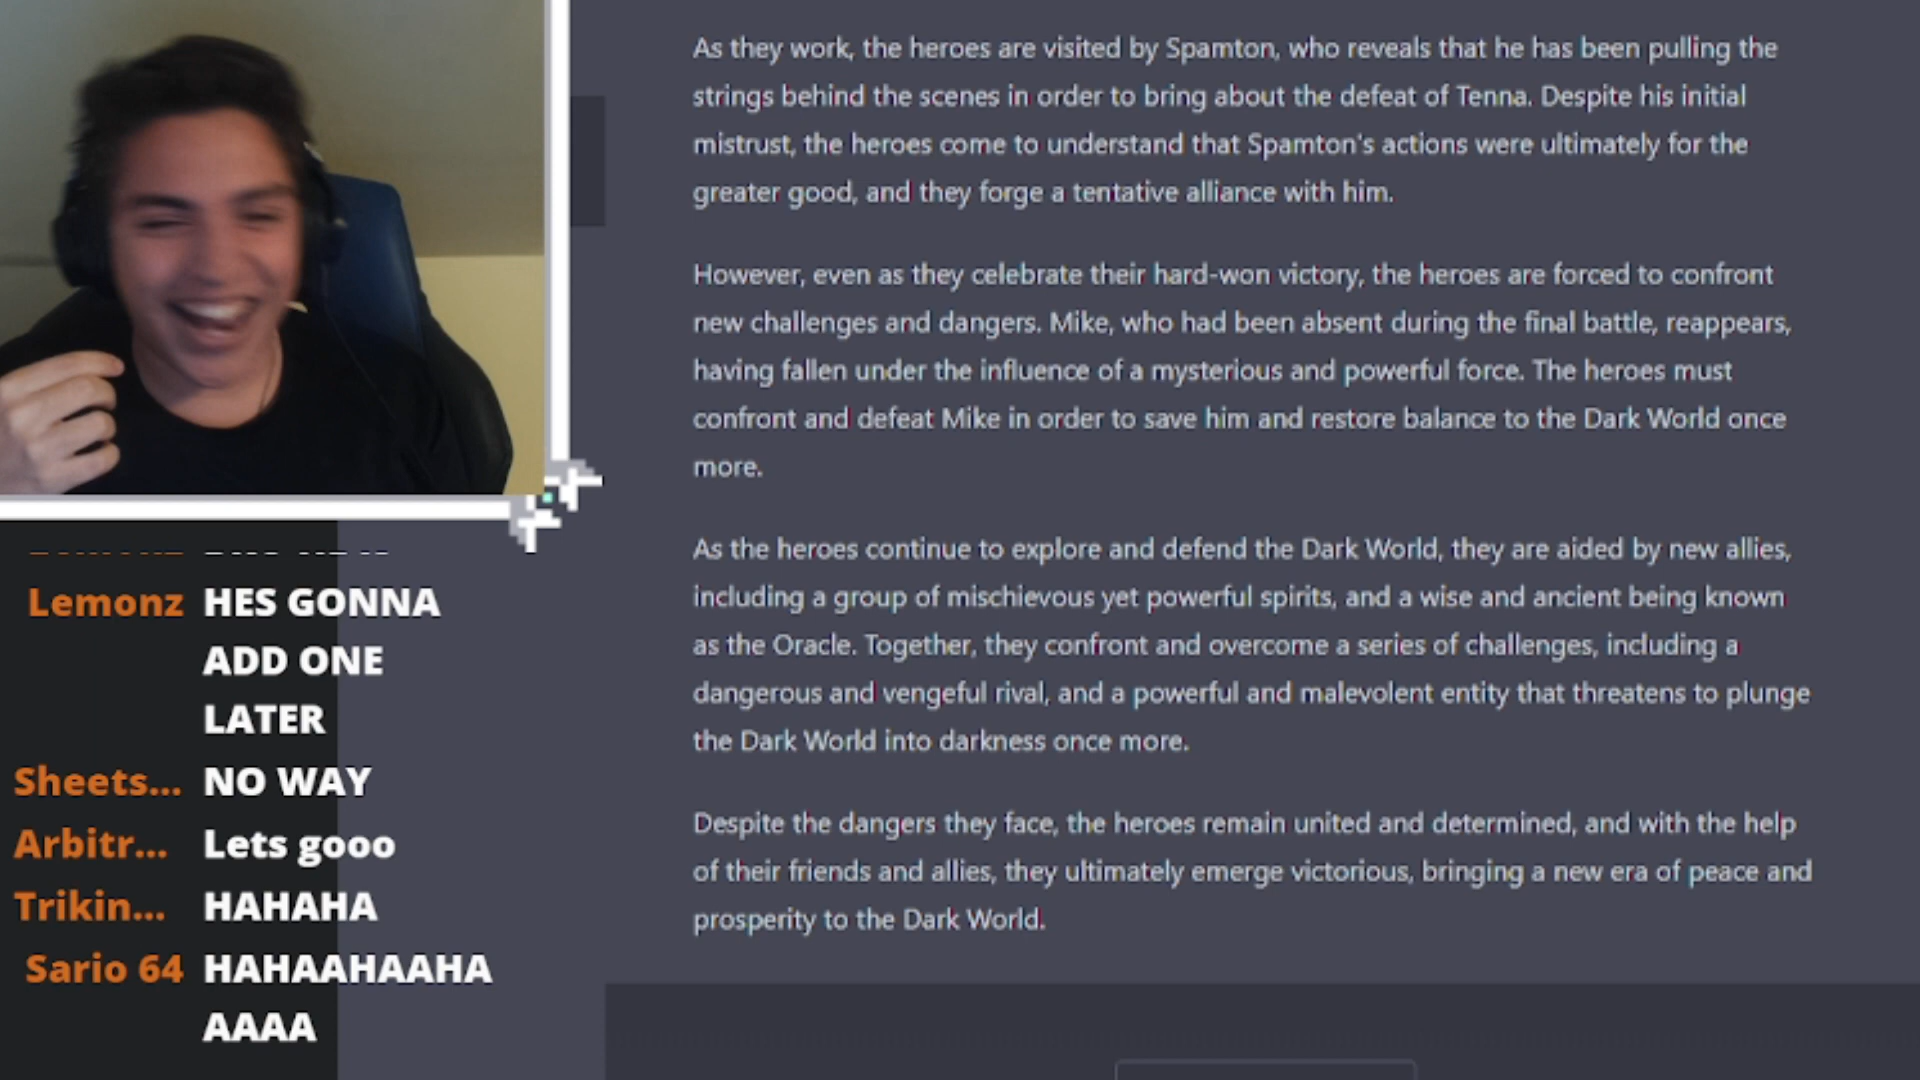 As they work, the heroes are visited by Spamton, who reveals that he has been pulling the
strings behind the scenes in order to bring about the defeat of Tenna. Despite his initial
mistrust, the heroes come to understand that Spamton's actions were ultimately for the
greater good, and they forge a tentative alliance with him.
However, even as they celebrate their hard-won victory, the heroes are forced to confront
new challenges and dangers. Mike, who had been absent during the final battle, reappears,
having fallen under the influence of a mysterious and powerful force. The heroes must
confront and defeat Mike in order to save him and restore balance to the Dark World once
more.
As the heroes continue to explore and defend the Dark World, they are aided by new allies,
including a group of mischievous yet powerful spirits, and a wise and ancient being known
as the Oracle. Together, they confront and overcome a series of challenges, including a
dangerous and vengeful rival, and a powerful and malevolent entity that threatens to plunge
the Dark World into darkness once more.
Despite the dangers they face, the heroes remain united and determined, and with the help
of their friends and allies, they ultimately emerge victorious, bringing a new era of peace and
prosperity to the Dark World.
Lemonz HES GONNA
ADD ONE
LATER
Sheets... NO WAY
Arbitr... Lets gooo
Trikin... HAHAHA
Sario 64 HAHAAHAAHA
AAAA